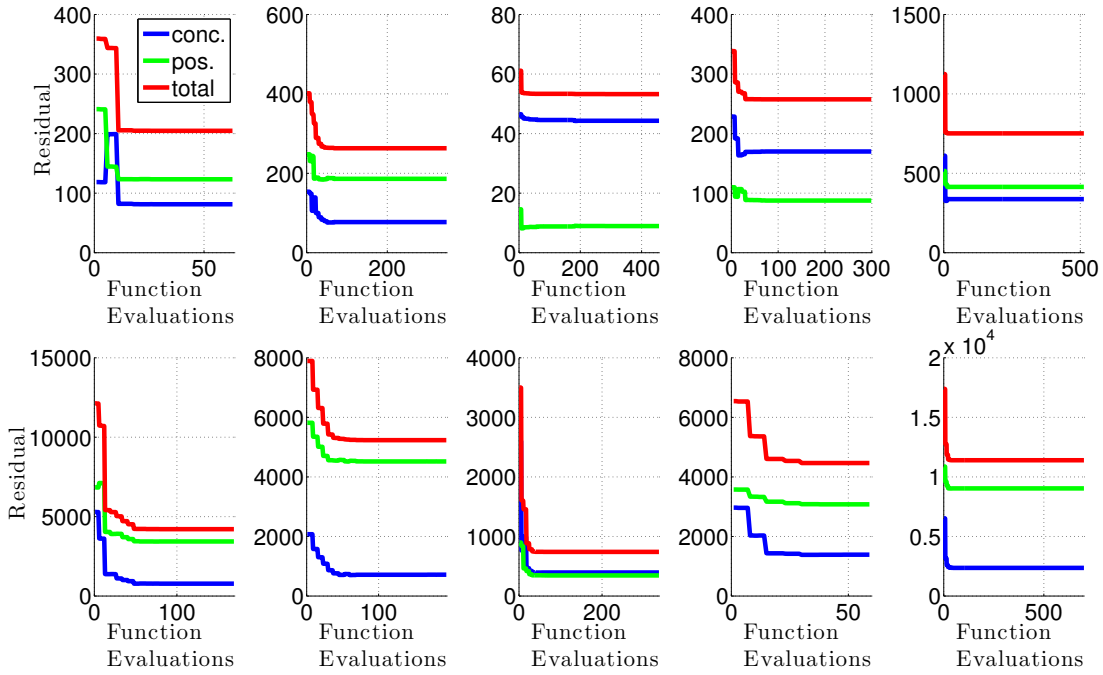 400
300
200
100
0
Residual
conc.
pos.
total
0 50
Function
Evaluations
600
400
200
0
0 200
Function
Evaluations
80
60
40
20
0
0 200 400
Function
Evaluations
400
300
200
100
0
0 100 200 300
Function
Evaluations
1500
1000
500
0
0 500
Function
Evaluations
15000
10000
5000
0
Residual
0 100
Function
Evaluations
8000
6000
4000
2000
0
0 100
Function
Evaluations
4000
3000
2000
1000
0
0 200
Function
Evaluations
8000
6000
4000
2000
0
0 50
Function
Evaluations
x 10^4
2
1.5
1
0.5
0
0 500
Function
Evaluations